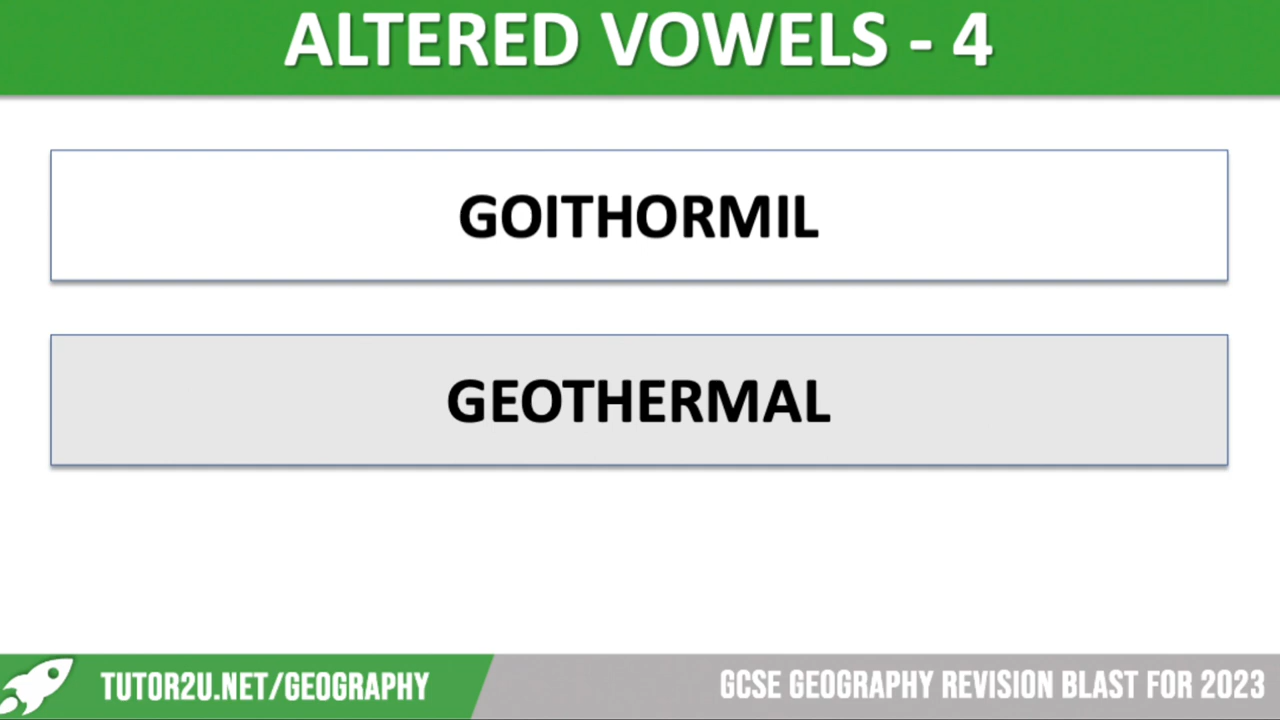 ALTERED VOWELS - 4
GOITHORMIL
GEOTHERMAL
TUTOR2U.NET/GEOGRAPHY
GCSE GEOGRAPHY REVISION BLAST FOR 2023